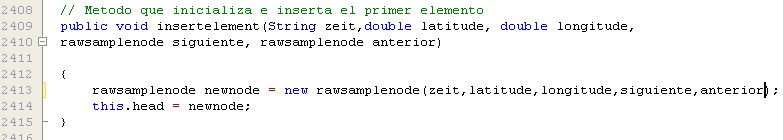 2408 // Metodo que inicializa e inserta el primer elemento
2409 public void insertelement(String zeit,double latitude, double longitude,
2410 rawsamplenode siguiente, rawsamplenode anterior)
2411
2412 {
2413 rawsamplenode newnode = new rawsamplenode(zeit,latitude,longitude,siguiente,anterior);
2414 this.head = newnode;
2415 }
2416